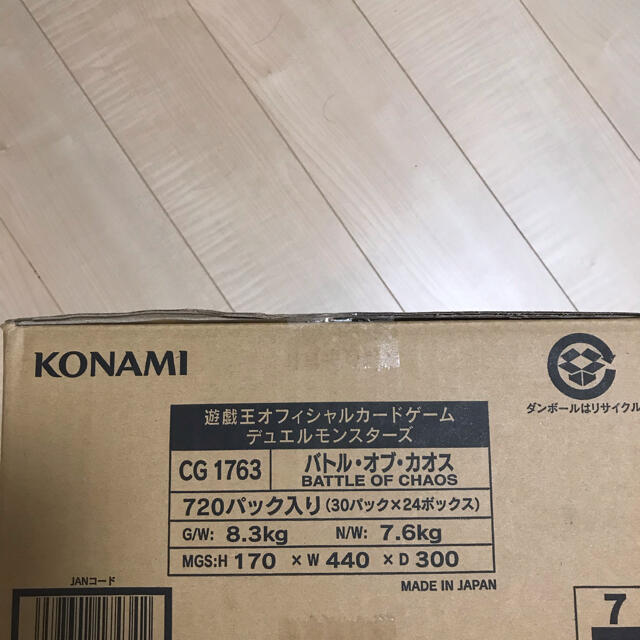 KONAMI
遊戯王オフィシャルカードゲーム
デュエルモンスターズ
CG 1763 バトル・オブ・カオス
BATTLE OF CHAOS
720パック入り(30パック×24ボックス)
G/W: 8.3kg N/W: 7.6kg
MGS:H 170 × W 440 × D 300
MADE IN JAPAN
ダンボールはリサイクル
JANコード
7